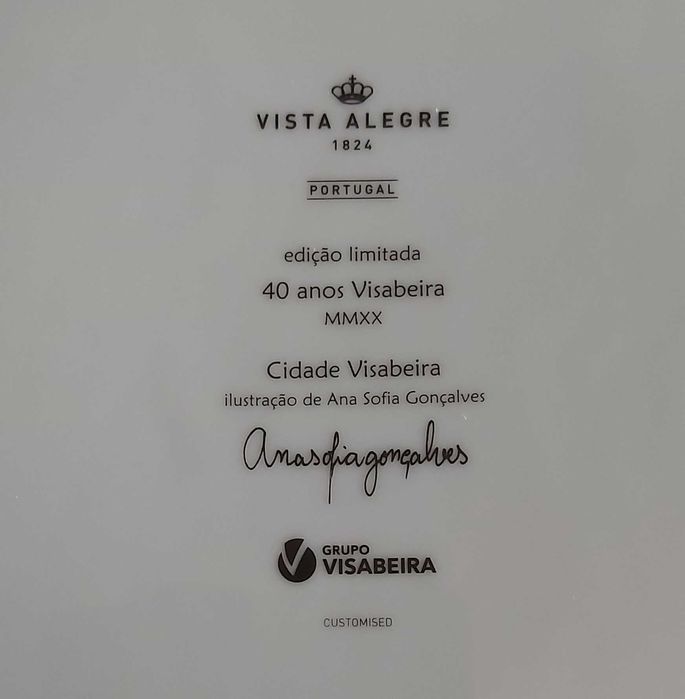 VISTA ALEGRE
1824
PORTUGAL
edição limitada
40 anos Visabeira
MMXX
Cidade Visabeira
ilustração de Ana Sofia Gonçalves
Anasofiagonçalves
GRUPO
VISABEIRA
CUSTOMISED